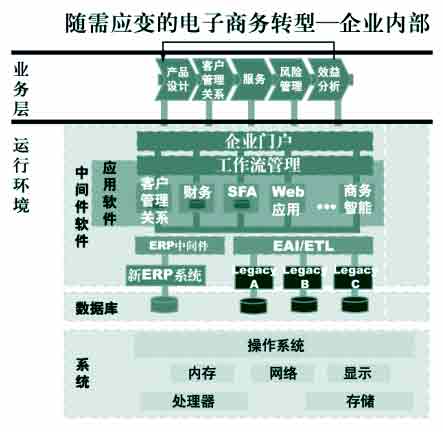 随需应变的电子商务转型—企业内部
业务层
产品设计
客户管理关系
服务
风险管理
效益分析
运行环境
中间件软件
应用软件
企业门户
工作流管理
客户管理关系
财务
SFA
Web应用
•••
商务智能
ERP中间件
EAI/ETL
新ERP系统
Legacy A
Legacy B
Legacy C
数据库
系统
操作系统
内存
网络
显示
处理器
存储